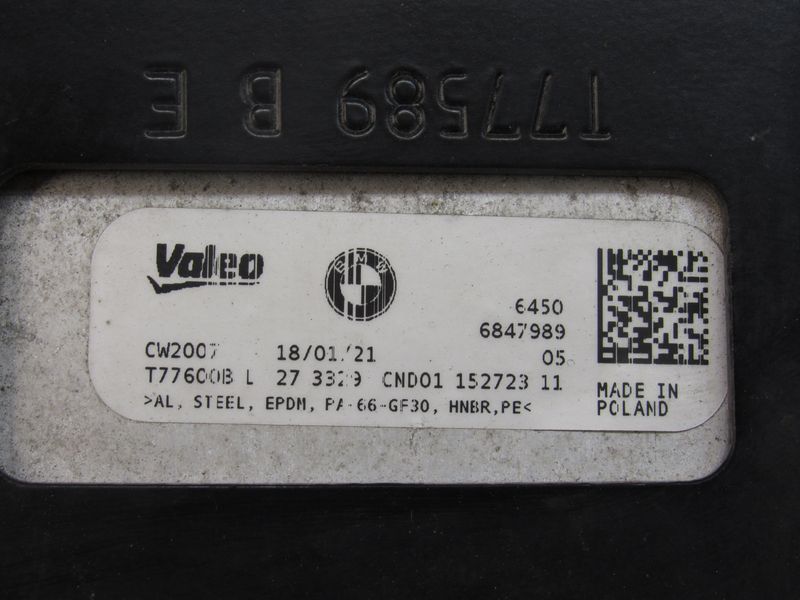 T77589 B E
Valeo
BMW
6450
6847989
CW2007 18/01/21 05
T77600B L 27 3329 CND01 152723 11
>AL, STEEL, EPDM, PA-66-GF30, HNBR,PE<
MADE IN
POLAND